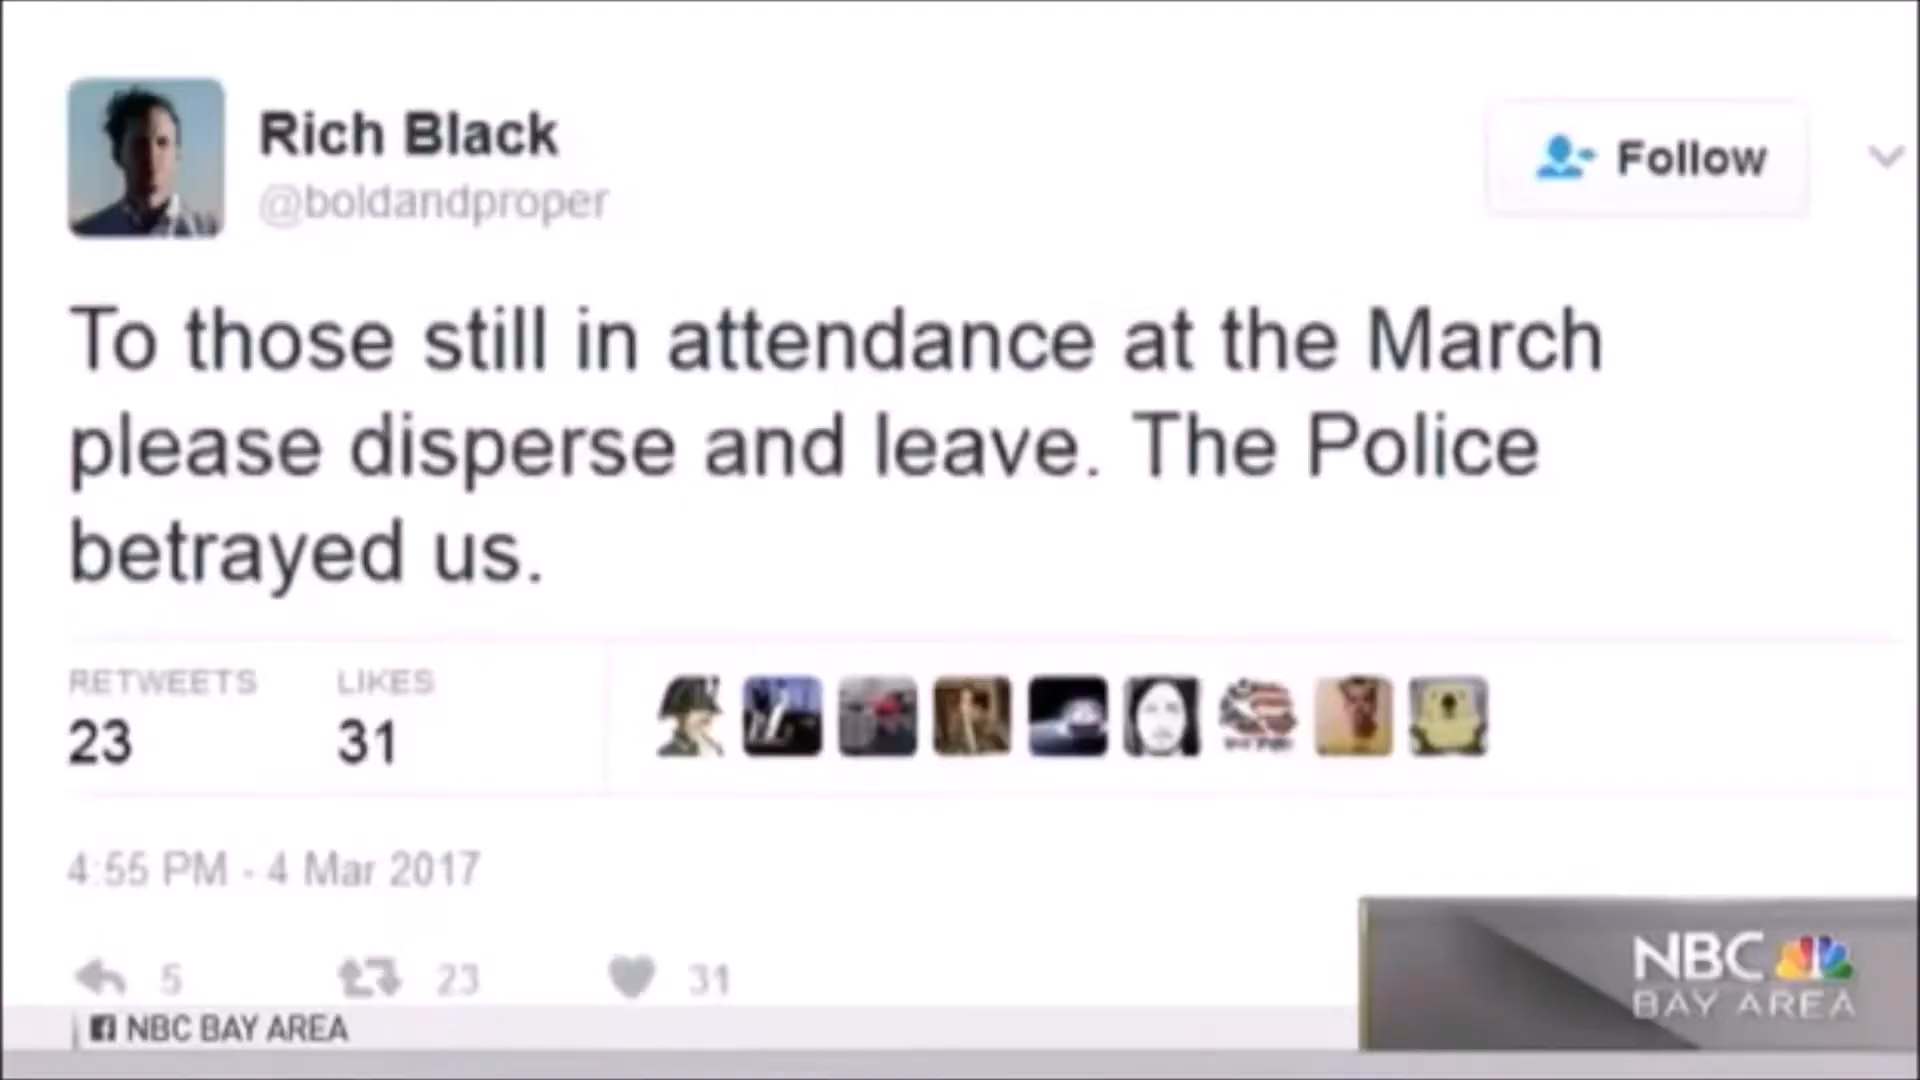 Rich Black
@boldandproper
Follow
To those still in attendance at the March
please disperse and leave. The Police
betrayed us.
RETWEETS LIKES
23 31
4:55 PM - 4 Mar 2017
5 23 31
NBC BAY AREA
NBC
BAY AREA